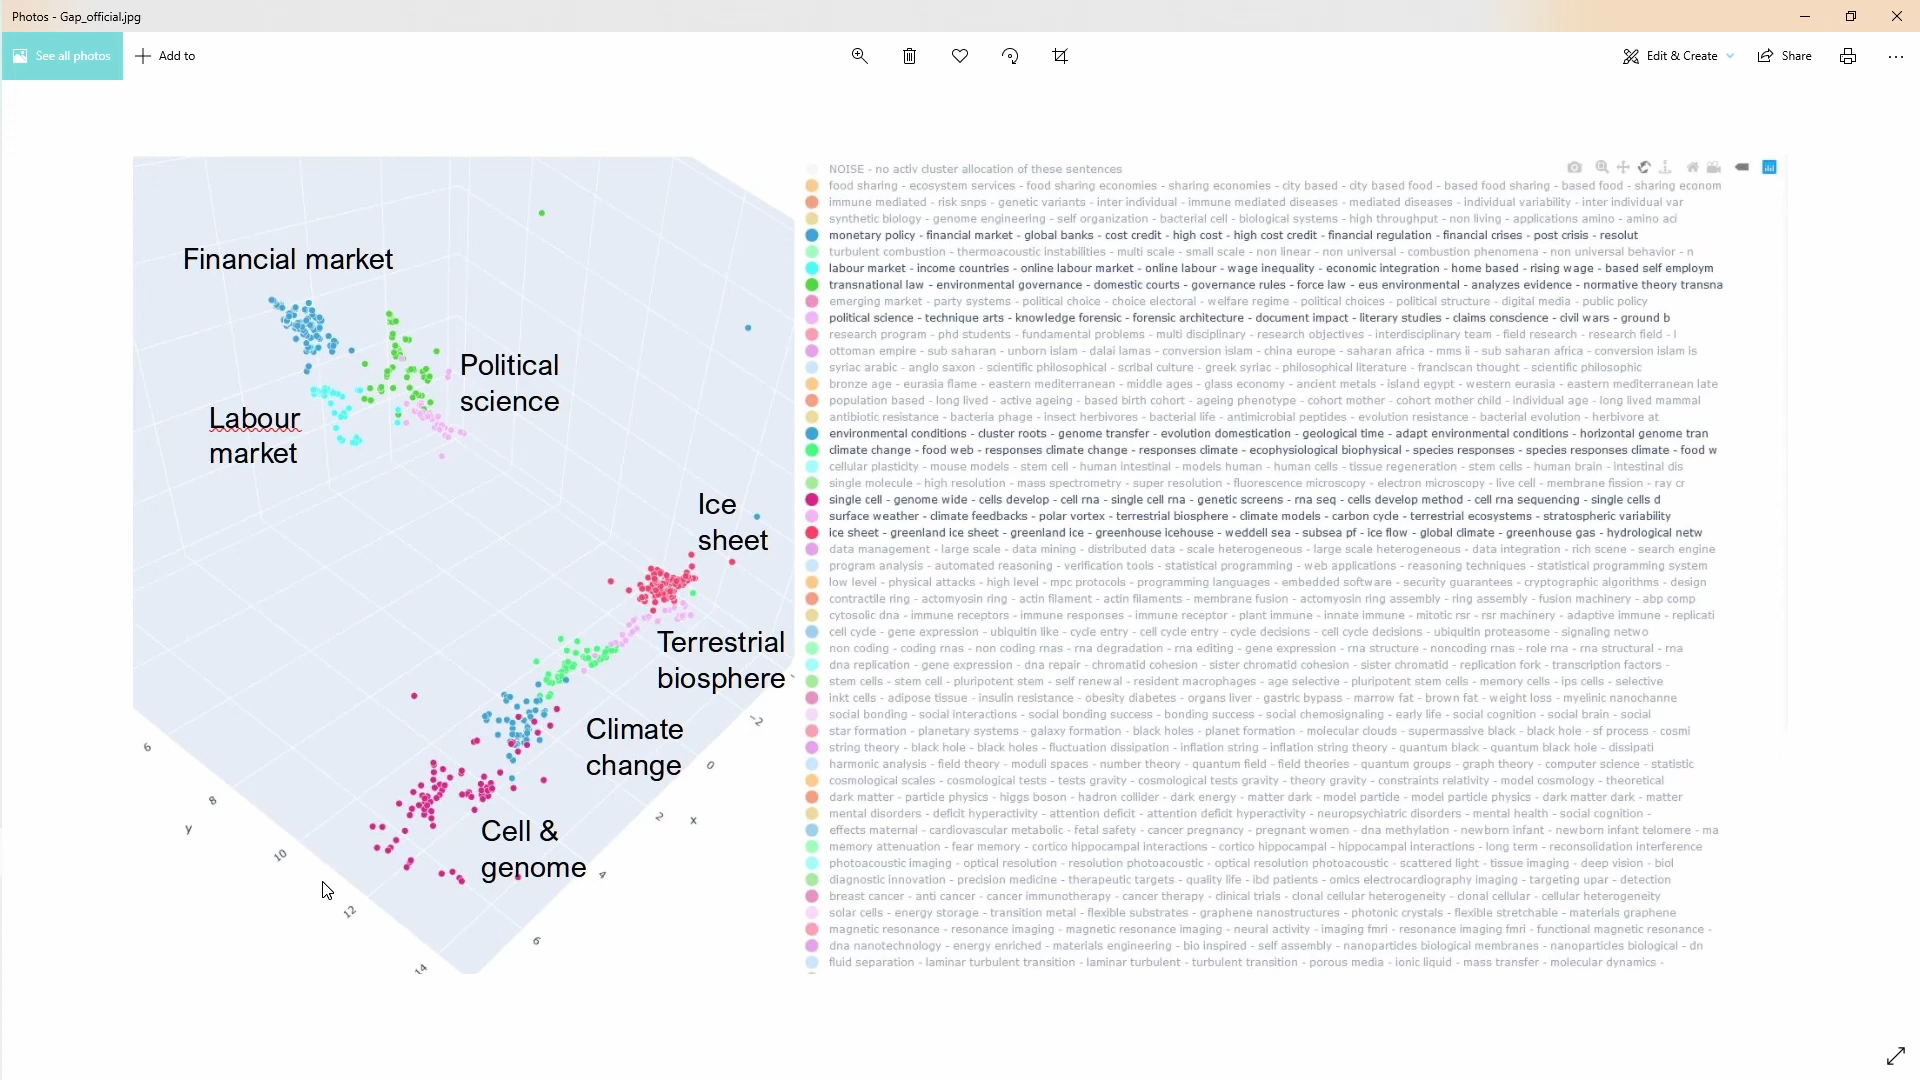 Photos - Gap_official.jpg
See all photos
Add to
Edit & Create
Share
Financial market
Political
science
Labour
market
Ice
sheet
Terrestrial
biosphere
Climate
change
Cell &
genome
6
8
y
10
12
14
-2
0
2
x
4
6
NOISE - no activ cluster allocation of these sentences
food sharing - ecosystem services - food sharing economies - sharing economies - city based - city based food - based food sharing - based food - sharing econom
immune mediated - risk snps - genetic variants - inter individual - immune mediated diseases - mediated diseases - individual variability - inter individual var
synthetic biology - genome engineering - self organization - bacterial cell - biological systems - high throughput - non living - applications amino - amino aci
monetary policy - financial market - global banks - cost credit - high cost - high cost credit - financial regulation - financial crises - post crisis - resolut
turbulent combustion - thermoacoustic instabilities - multi scale - small scale - non linear - non universal - combustion phenomena - non universal behavior - n
labour market - income countries - online labour market - online labour - wage inequality - economic integration - home based - rising wage - based self employm
transnational law - environmental governance - domestic courts - governance rules - force law - eus environmental - analyzes evidence - normative theory transna
emerging market - party systems - political choice - choice electoral - welfare regime - political choices - political structure - digital media - public policy
political science - technique arts - knowledge forensic - forensic architecture - document impact - literary studies - claims conscience - civil wars - ground b
research program - phd students - fundamental problems - multi disciplinary - research objectives - interdisciplinary team - field research - research field - l
ottoman empire - sub saharan - unborn islam - dalai lamas - conversion islam - china europe - saharan africa - mms ii - sub saharan africa - conversion islam is
syriac arabic - anglo saxon - scientific philosophical - scribal culture - greek syriac - philosophical literature - franciscan thought - scientific philosophic
bronze age - eurasia flame - eastern mediterranean - middle ages - glass economy - ancient metals - island egypt - western eurasia - eastern mediterranean late
population based - long lived - active ageing - based birth cohort - ageing phenotype - cohort mother - cohort mother child - individual age - long lived mammal
antibiotic resistance - bacteria phage - insect herbivores - bacterial life - antimicrobial peptides - evolution resistance - bacterial evolution - herbivore at
environmental conditions - cluster roots - genome transfer - evolution domestication - geological time - adapt environmental conditions - horizontal genome tran
climate change - food web - responses climate change - responses climate - ecophysiological biophysical - species responses - species responses climate - food w
cellular plasticity - mouse models - stem cell - human intestinal - models human - human cells - tissue regeneration - stem cells - human brain - intestinal dis
single molecule - high resolution - mass spectrometry - super resolution - fluorescence microscopy - electron microscopy - live cell - membrane fission - ray cr
single cell - genome wide - cells develop - cell rna - single cell rna - genetic screens - rna seq - cells develop method - cell rna sequencing - single cells d
surface weather - climate feedbacks - polar vortex - terrestrial biosphere - climate models - carbon cycle - terrestrial ecosystems - stratospheric variability
ice sheet - greenland ice sheet - greenland ice - greenhouse icehouse - weddell sea - subsea pf - ice flow - global climate - greenhouse gas - hydrological netw
data management - large scale - data mining - distributed data - scale heterogeneous - large scale heterogeneous - data integration - rich scene - search engine
program analysis - automated reasoning - verification tools - statistical programming - web applications - reasoning techniques - statistical programming system
low level - physical attacks - high level - mpc protocols - programming languages - embedded software - security guarantees - cryptographic algorithms - design
contractile ring - actomyosin ring - actin filament - actin filaments - membrane fusion - actomyosin ring assembly - ring assembly - fusion machinery - abp comp
cytosolic dna - immune receptors - immune responses - immune receptor - plant immune - innate immune - mitotic rsr - rsr machinery - adaptive immune - replicati
cell cycle - gene expression - ubiquitin like - cycle entry - cell cycle entry - cycle decisions - cell cycle decisions - ubiquitin proteasome - signaling netwo
non coding - coding rnas - non coding rnas - rna degradation - rna editing - gene expression - rna structure - noncoding rnas - role rna - rna structural - rna
dna replication - gene expression - dna repair - chromatid cohesion - sister chromatid cohesion - sister chromatid - replication fork - transcription factors -
stem cells - stem cell - pluripotent stem - self renewal - resident macrophages - age selective - pluripotent stem cells - memory cells - ips cells - selective
inkt cells - adipose tissue - insulin resistance - obesity diabetes - organs liver - gastric bypass - marrow fat - brown fat - weight loss - myelinic nanochanne
social bonding - social interactions - social bonding success - bonding success - social chemosignaling - early life - social cognition - social brain - social
star formation - planetary systems - galaxy formation - black holes - planet formation - molecular clouds - supermassive black - black hole - sf process - cosmi
string theory - black hole - black holes - fluctuation dissipation - inflation string - inflation string theory - quantum black - quantum black hole - dissipati
harmonic analysis - field theory - moduli spaces - number theory - quantum field - field theories - quantum groups - graph theory - computer science - statistic
cosmological scales - cosmological tests - tests gravity - cosmological tests gravity - theory gravity - constraints relativity - model cosmology - theoretical
dark matter - particle physics - higgs boson - hadron collider - dark energy - matter dark - model particle - model particle physics - dark matter dark - matter
mental disorders - deficit hyperactivity - attention deficit - attention deficit hyperactivity - neuropsychiatric disorders - mental health - social cognition -
effects maternal - cardiovascular metabolic - fetal safety - cancer pregnancy - pregnant women - dna methylation - newborn infant - newborn infant telomere - ma
memory attenuation - fear memory - cortico hippocampal interactions - cortico hippocampal - hippocampal interactions - long term - reconsolidation interference
photoacoustic imaging - optical resolution - resolution photoacoustic - optical resolution photoacoustic - scattered light - tissue imaging - deep vision - biol
diagnostic innovation - precision medicine - therapeutic targets - quality life - ibd patients - omics electrocardiography imaging - targeting upar - detection
breast cancer - anti cancer - cancer immunotherapy - cancer therapy - clinical trials - clonal cellular heterogeneity - clonal cellular - cellular heterogeneity
solar cells - energy storage - transition metal - flexible substrates - graphene nanostructures - photonic crystals - flexible stretchable - materials graphene
magnetic resonance - resonance imaging - magnetic resonance imaging - neural activity - imaging fmri - resonance imaging fmri - functional magnetic resonance -
dna nanotechnology - energy enriched - materials engineering - bio inspired - self assembly - nanoparticles biological membranes - nanoparticles biological - dn
fluid separation - laminar turbulent transition - laminar turbulent - turbulent transition - porous media - ionic liquid - mass transfer - molecular dynamics -